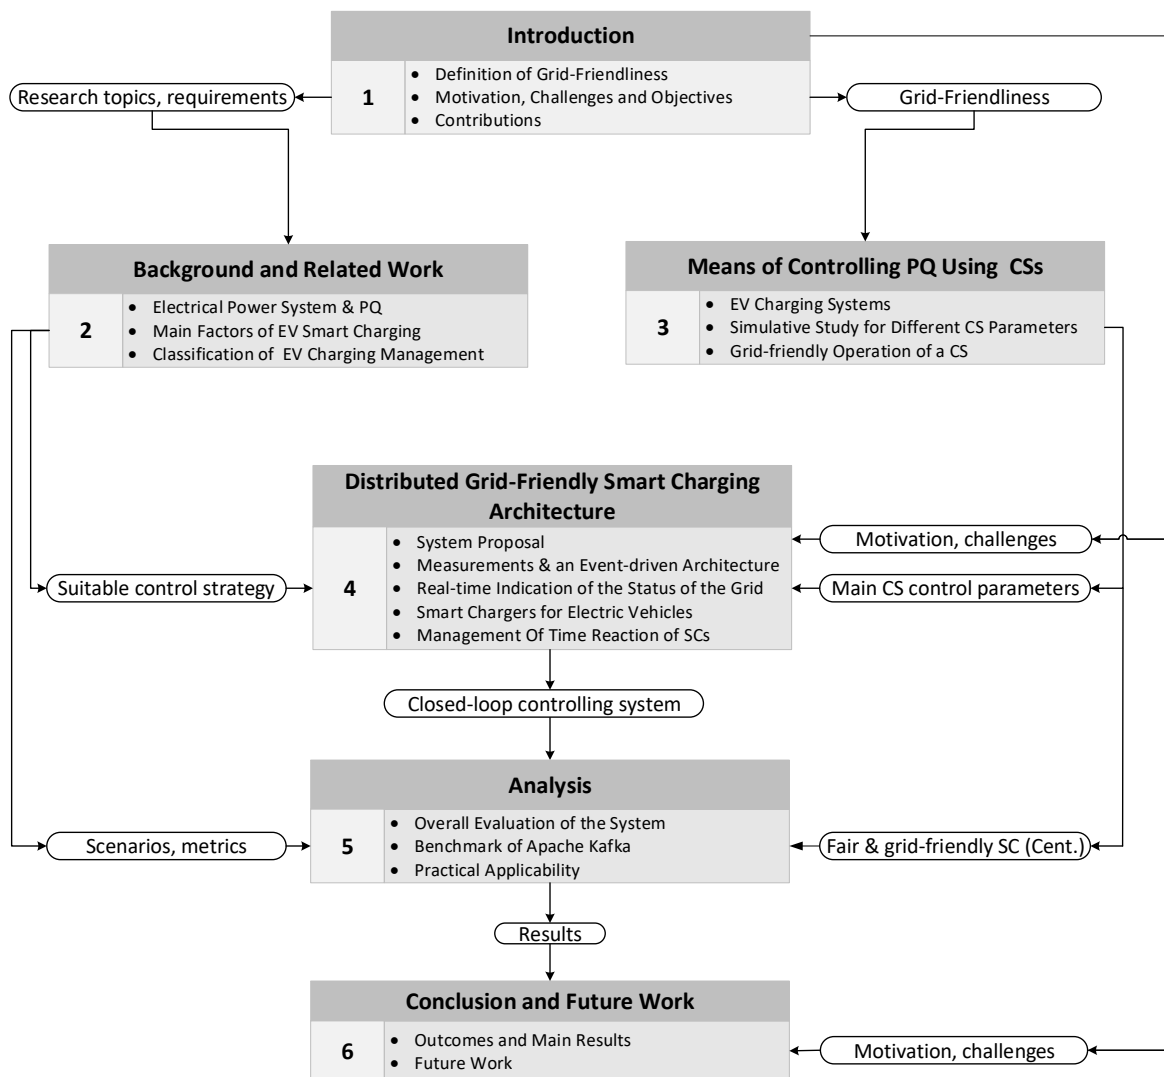 Introduction
1
• Definition of Grid-Friendliness
• Motivation, Challenges and Objectives
• Contributions
Research topics, requirements
Grid-Friendliness
Background and Related Work
2
• Electrical Power System & PQ
• Main Factors of EV Smart Charging
• Classification of EV Charging Management
Means of Controlling PQ Using CSs
3
• EV Charging Systems
• Simulative Study for Different CS Parameters
• Grid-friendly Operation of a CS
Distributed Grid-Friendly Smart Charging
Architecture
4
• System Proposal
• Measurements & an Event-driven Architecture
• Real-time Indication of the Status of the Grid
• Smart Chargers for Electric Vehicles
• Management Of Time Reaction of SCs
Suitable control strategy
Motivation, challenges
Main CS control parameters
Closed-loop controlling system
Analysis
5
• Overall Evaluation of the System
• Benchmark of Apache Kafka
• Practical Applicability
Scenarios, metrics
Fair & grid-friendly SC (Cent.)
Results
Conclusion and Future Work
6
• Outcomes and Main Results
• Future Work
Motivation, challenges